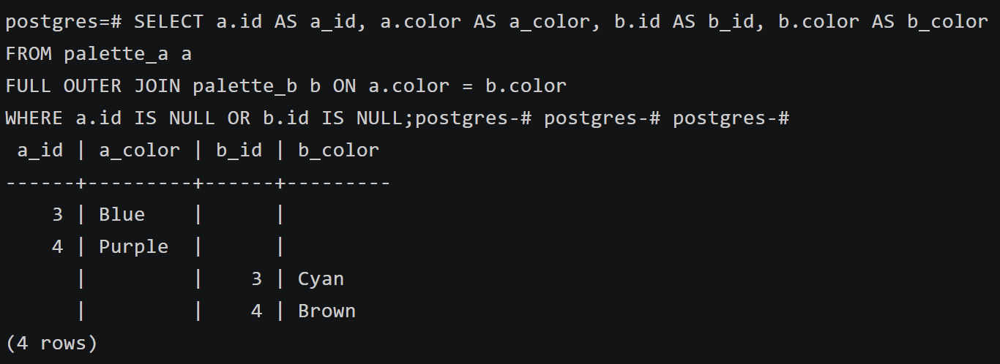 postgres=# SELECT a.id AS a_id, a.color AS a_color, b.id AS b_id, b.color AS b_color
FROM palette_a a
FULL OUTER JOIN palette_b b ON a.color = b.color
WHERE a.id IS NULL OR b.id IS NULL;postgres-# postgres-# postgres-#
 a_id | a_color | b_id | b_color
------+---------+------+---------
    3 | Blue    |      |
    4 | Purple  |      |
      |         |    3 | Cyan
      |         |    4 | Brown
(4 rows)